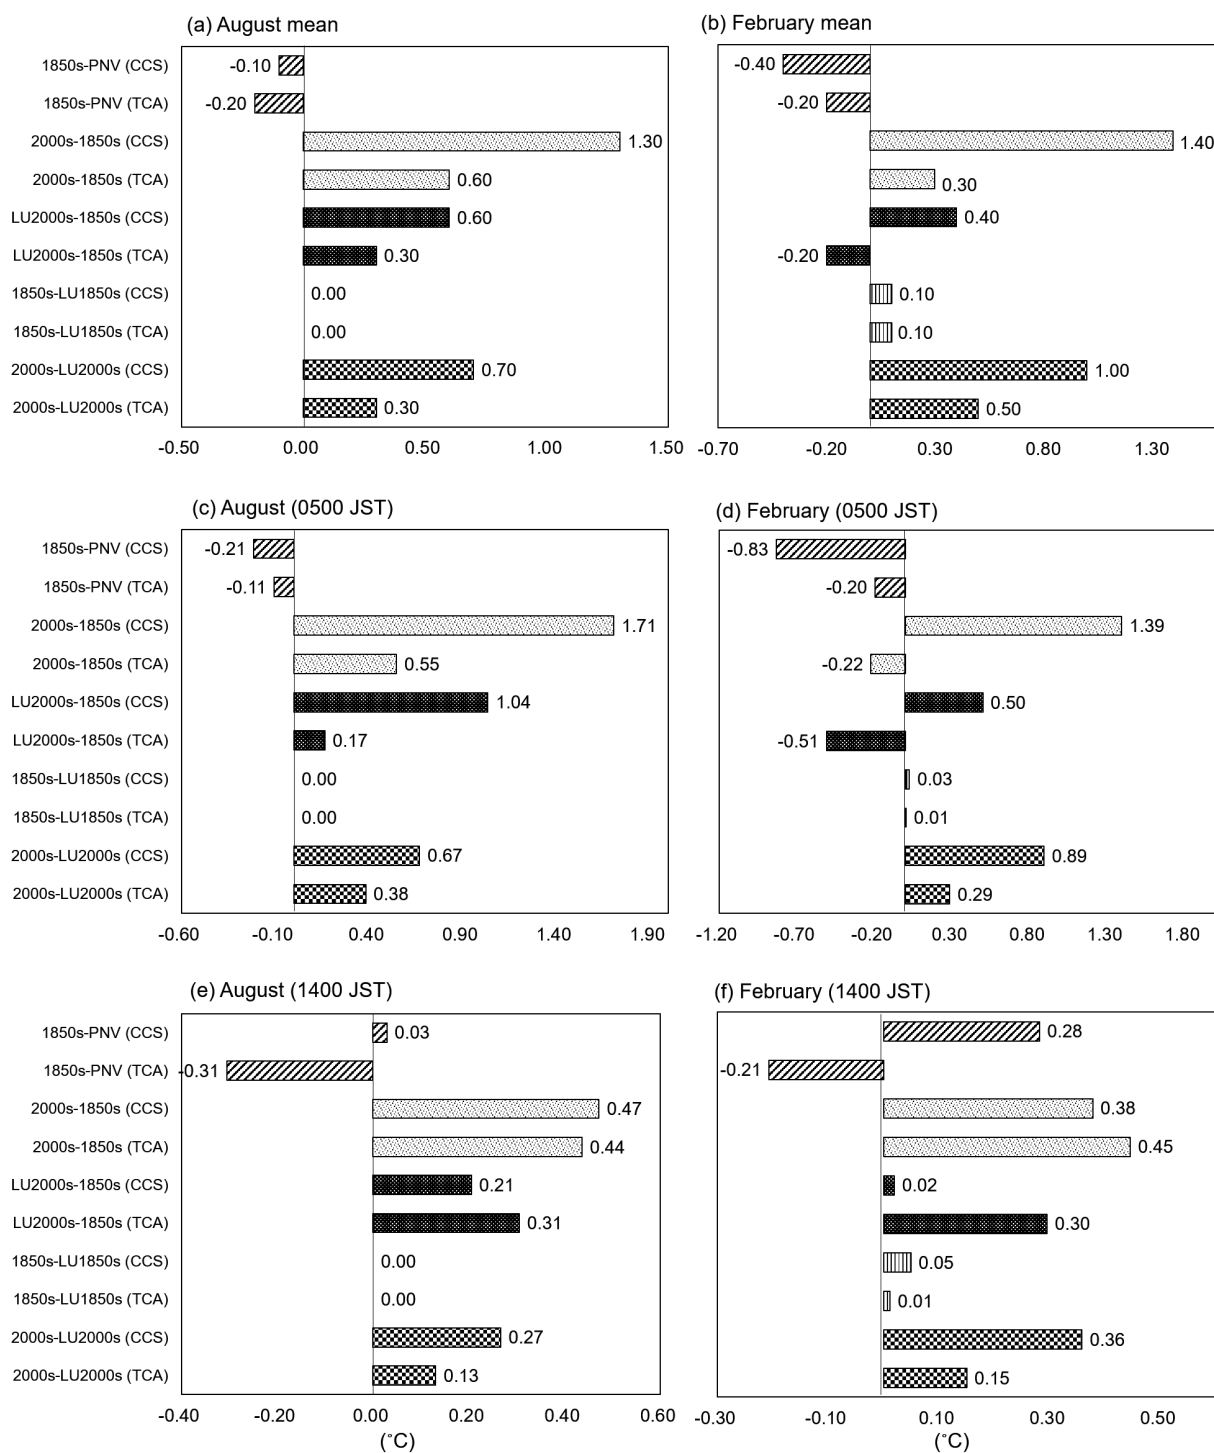 (a) August mean
1850s-PNV (CCS) -0.10
1850s-PNV (TCA) -0.20
2000s-1850s (CCS) 1.30
2000s-1850s (TCA) 0.60
LU2000s-1850s (CCS) 0.60
LU2000s-1850s (TCA) 0.30
1850s-LU1850s (CCS) 0.00
1850s-LU1850s (TCA) 0.00
2000s-LU2000s (CCS) 0.70
2000s-LU2000s (TCA) 0.30
-0.50 0.00 0.50 1.00 1.50
(b) February mean
-0.40
-0.20
1.40
0.30
0.40
-0.20
0.10
0.10
1.00
0.50
-0.70 -0.20 0.30 0.80 1.30
(c) August (0500 JST)
1850s-PNV (CCS) -0.21
1850s-PNV (TCA) -0.11
2000s-1850s (CCS) 1.71
2000s-1850s (TCA) 0.55
LU2000s-1850s (CCS) 1.04
LU2000s-1850s (TCA) 0.17
1850s-LU1850s (CCS) 0.00
1850s-LU1850s (TCA) 0.00
2000s-LU2000s (CCS) 0.67
2000s-LU2000s (TCA) 0.38
-0.60 -0.10 0.40 0.90 1.40 1.90
(d) February (0500 JST)
-0.83
-0.20
1.39
-0.22
0.50
-0.51
0.03
0.01
0.89
0.29
-1.20 -0.70 -0.20 0.30 0.80 1.30 1.80
(e) August (1400 JST)
1850s-PNV (CCS) 0.03
1850s-PNV (TCA) -0.31
2000s-1850s (CCS) 0.47
2000s-1850s (TCA) 0.44
LU2000s-1850s (CCS) 0.21
LU2000s-1850s (TCA) 0.31
1850s-LU1850s (CCS) 0.00
1850s-LU1850s (TCA) 0.00
2000s-LU2000s (CCS) 0.27
2000s-LU2000s (TCA) 0.13
-0.40 -0.20 0.00 0.20 0.40 0.60
(˚C)
(f) February (1400 JST)
0.28
-0.21
0.38
0.45
0.02
0.30
0.05
0.01
0.36
0.15
-0.30 -0.10 0.10 0.30 0.50
(˚C)